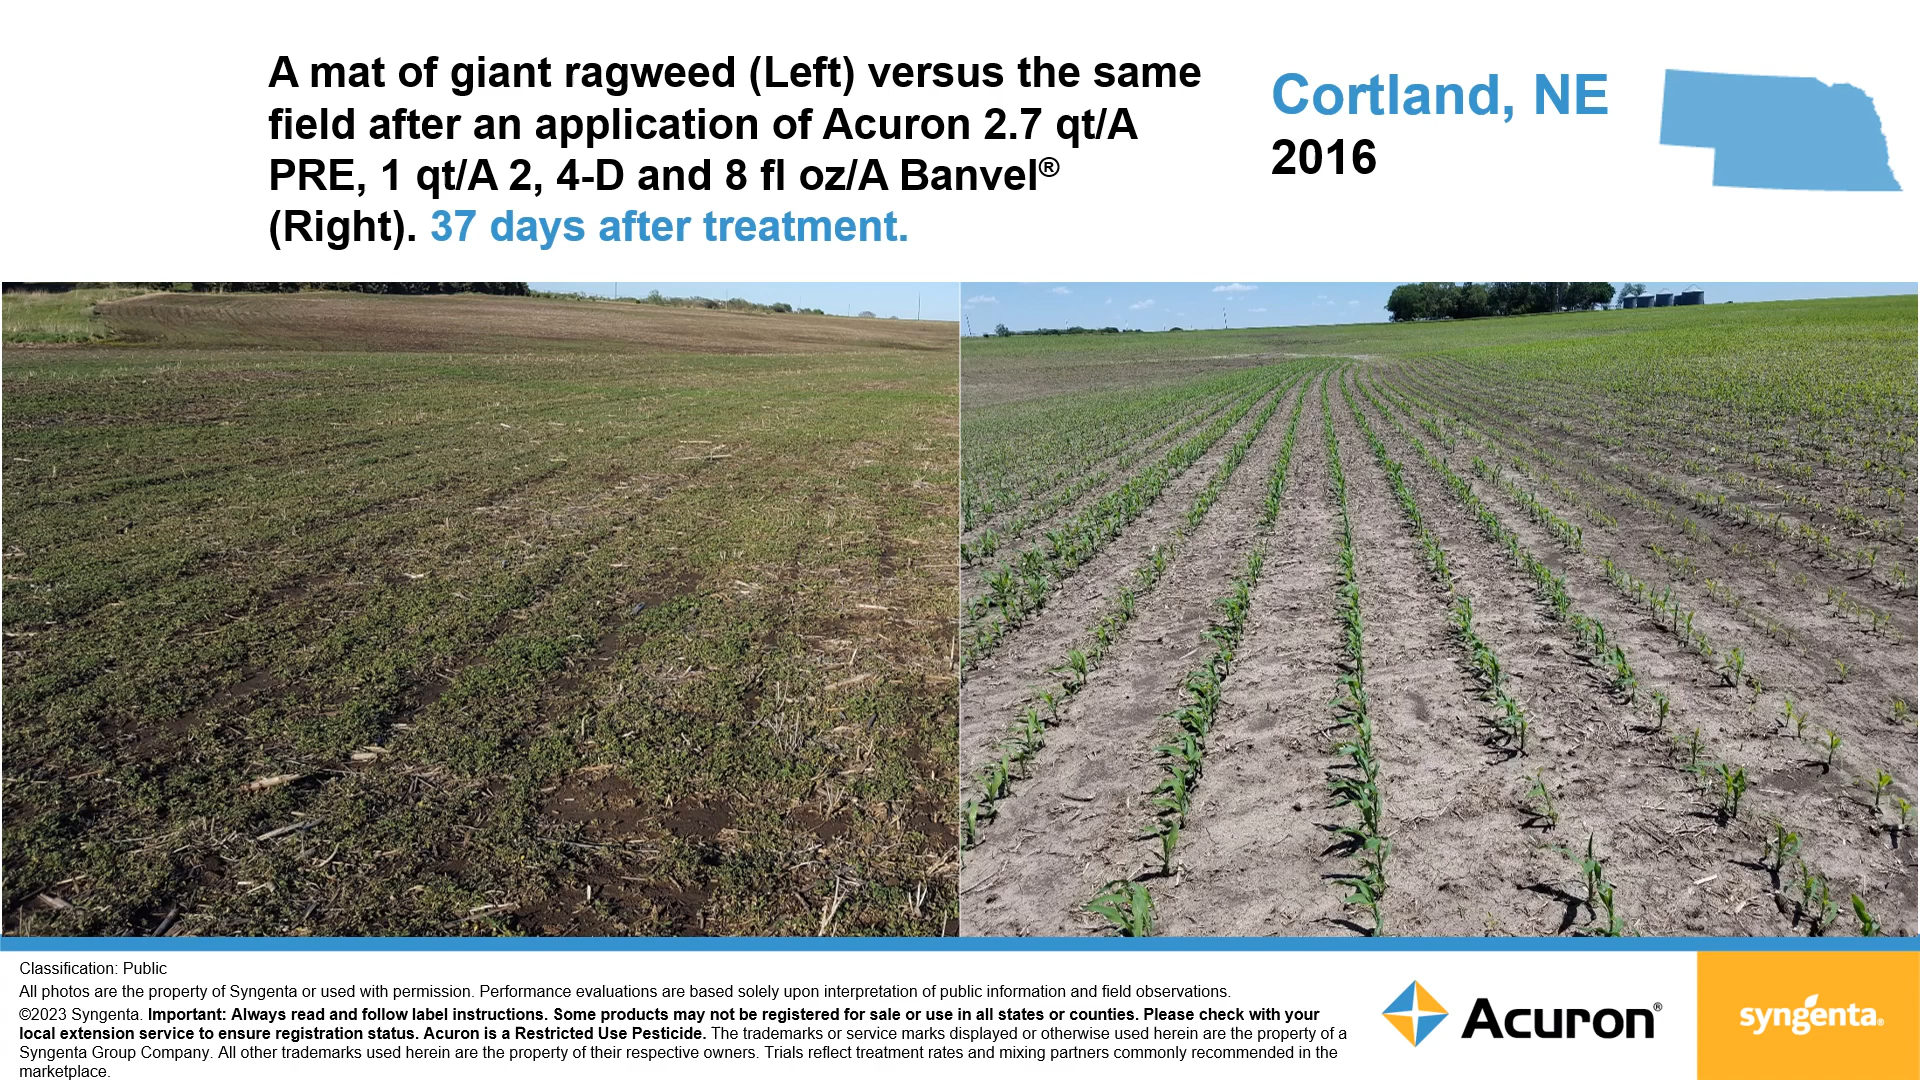 A mat of giant ragweed (Left) versus the same
field after an application of Acuron 2.7 qt/A
PRE, 1 qt/A 2, 4-D and 8 fl oz/A Banvel®
(Right). 37 days after treatment.
Cortland, NE
2016
Classification: Public
All photos are the property of Syngenta or used with permission. Performance evaluations are based solely upon interpretation of public information and field observations.
©2023 Syngenta. Important: Always read and follow label instructions. Some products may not be registered for sale or use in all states or counties. Please check with your
local extension service to ensure registration status. Acuron is a Restricted Use Pesticide. The trademarks or service marks displayed or otherwise used herein are the property of a
Syngenta Group Company. All other trademarks used herein are the property of their respective owners. Trials reflect treatment rates and mixing partners commonly recommended in the
marketplace.
Acuron®
syngenta®